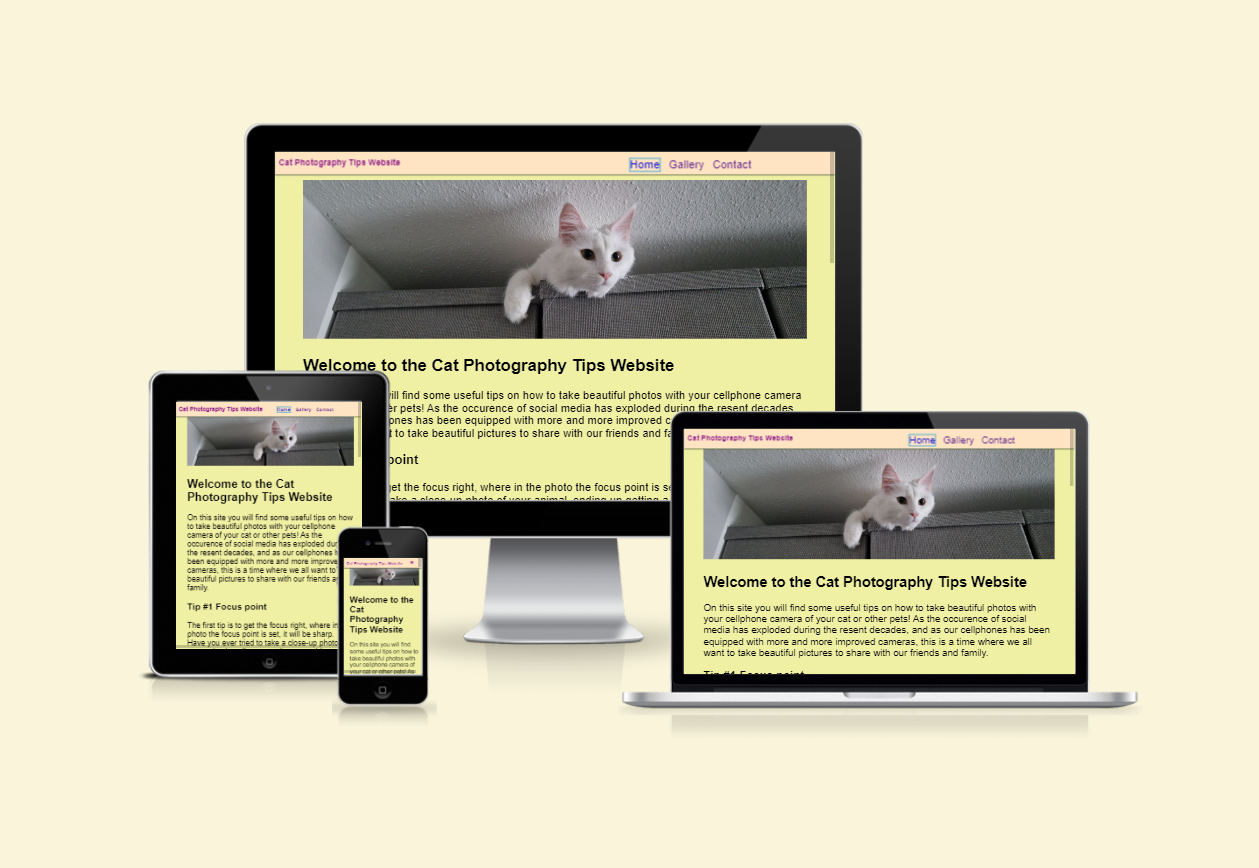 Cat Photography Tips Website
Home Gallery Contact
Welcome to the Cat Photography Tips Website
will find some useful tips on how to take beautiful photos with your cellphone camera
er pets! As the occurence of social media has exploded during the resent decades,
nes has been equipped with more and more improved c
t to take beautiful pictures to share with our friends and fa
point
get the focus right, where in the photo the focus point is se
ake a close-up photo of your animal, ending up getting a
Cat Photography Tips Website
Home Gallery Contact
Welcome to the Cat
Photography Tips Website
On this site you will find some useful tips on how
to take beautiful photos with your cellphone
camera of your cat or other pets! As the
occurence of social media has exploded dur
the resent decades, and as our cellphones h
been equipped with more and more improve
cameras, this is a time where we all want to
beautiful pictures to share with our friends a
family.
Tip #1 Focus point
The first tip is to get the focus right, where in
photo the focus point is set, it will be sharp.
Have you ever tried to take a close-up photo
Cat Photography Tips Website
Welcome to the
Cat
Photography
Tips Website
On this site you will find
some useful tips on how to
take beautiful photos with
your cellphone camera of
your cat or other pets! As
Cat Photography Tips Website
Home Gallery Contact
Welcome to the Cat Photography Tips Website
On this site you will find some useful tips on how to take beautiful photos with
your cellphone camera of your cat or other pets! As the occurence of social
media has exploded during the resent decades, and as our cellphones has been
equipped with more and more improved cameras, this is a time where we all
want to take beautiful pictures to share with our friends and family.
Tip #1 Focus point